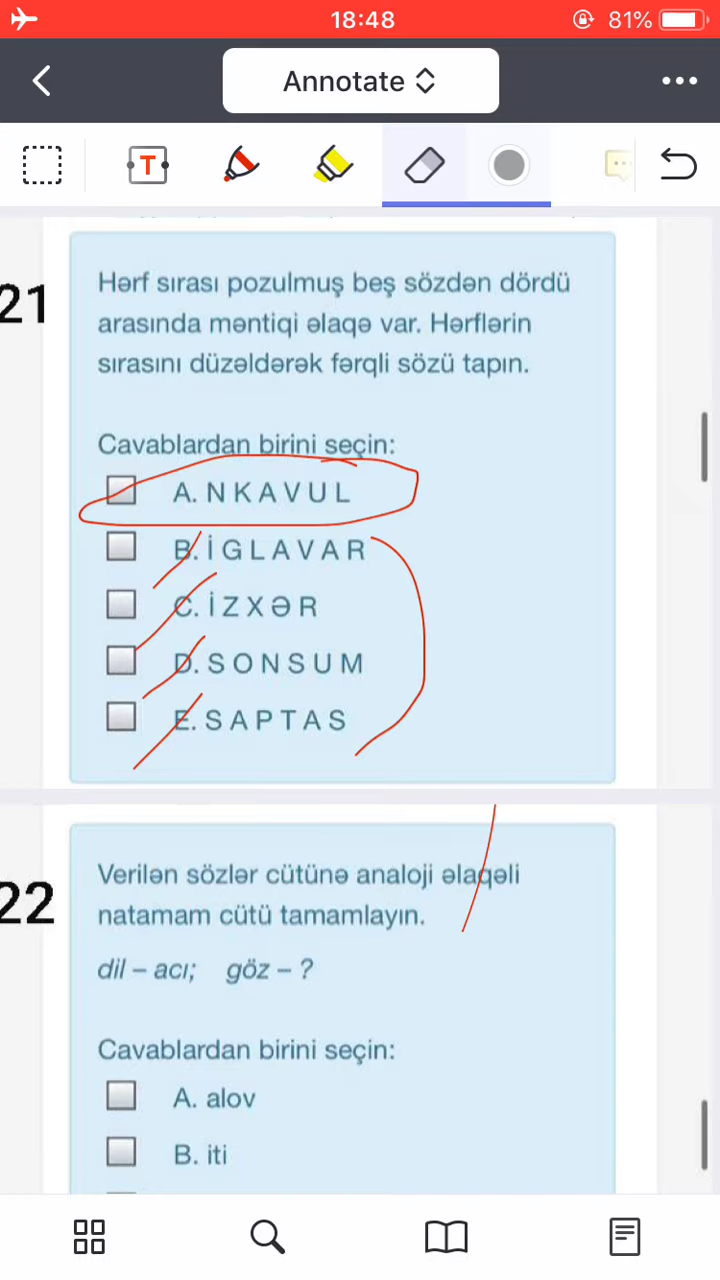 18:48
81%
Annotate
T
21
Hərf sırası pozulmuş beş sözdən dördü
arasında məntiqi əlaqə var. Hərflərin
sırasını düzəldərək fərqli sözü tapın.
Cavablardan birini seçin:
A. N K A V U L
B. İ G L A V A R
C. İ Z X Ə R
D. S O N S U M
E. S A P T A S
22
Verilən sözlər cütünə analoji əlaqəli
natamam cütü tamamlayın.
dil – acı; göz – ?
Cavablardan birini seçin:
A. alov
B. iti